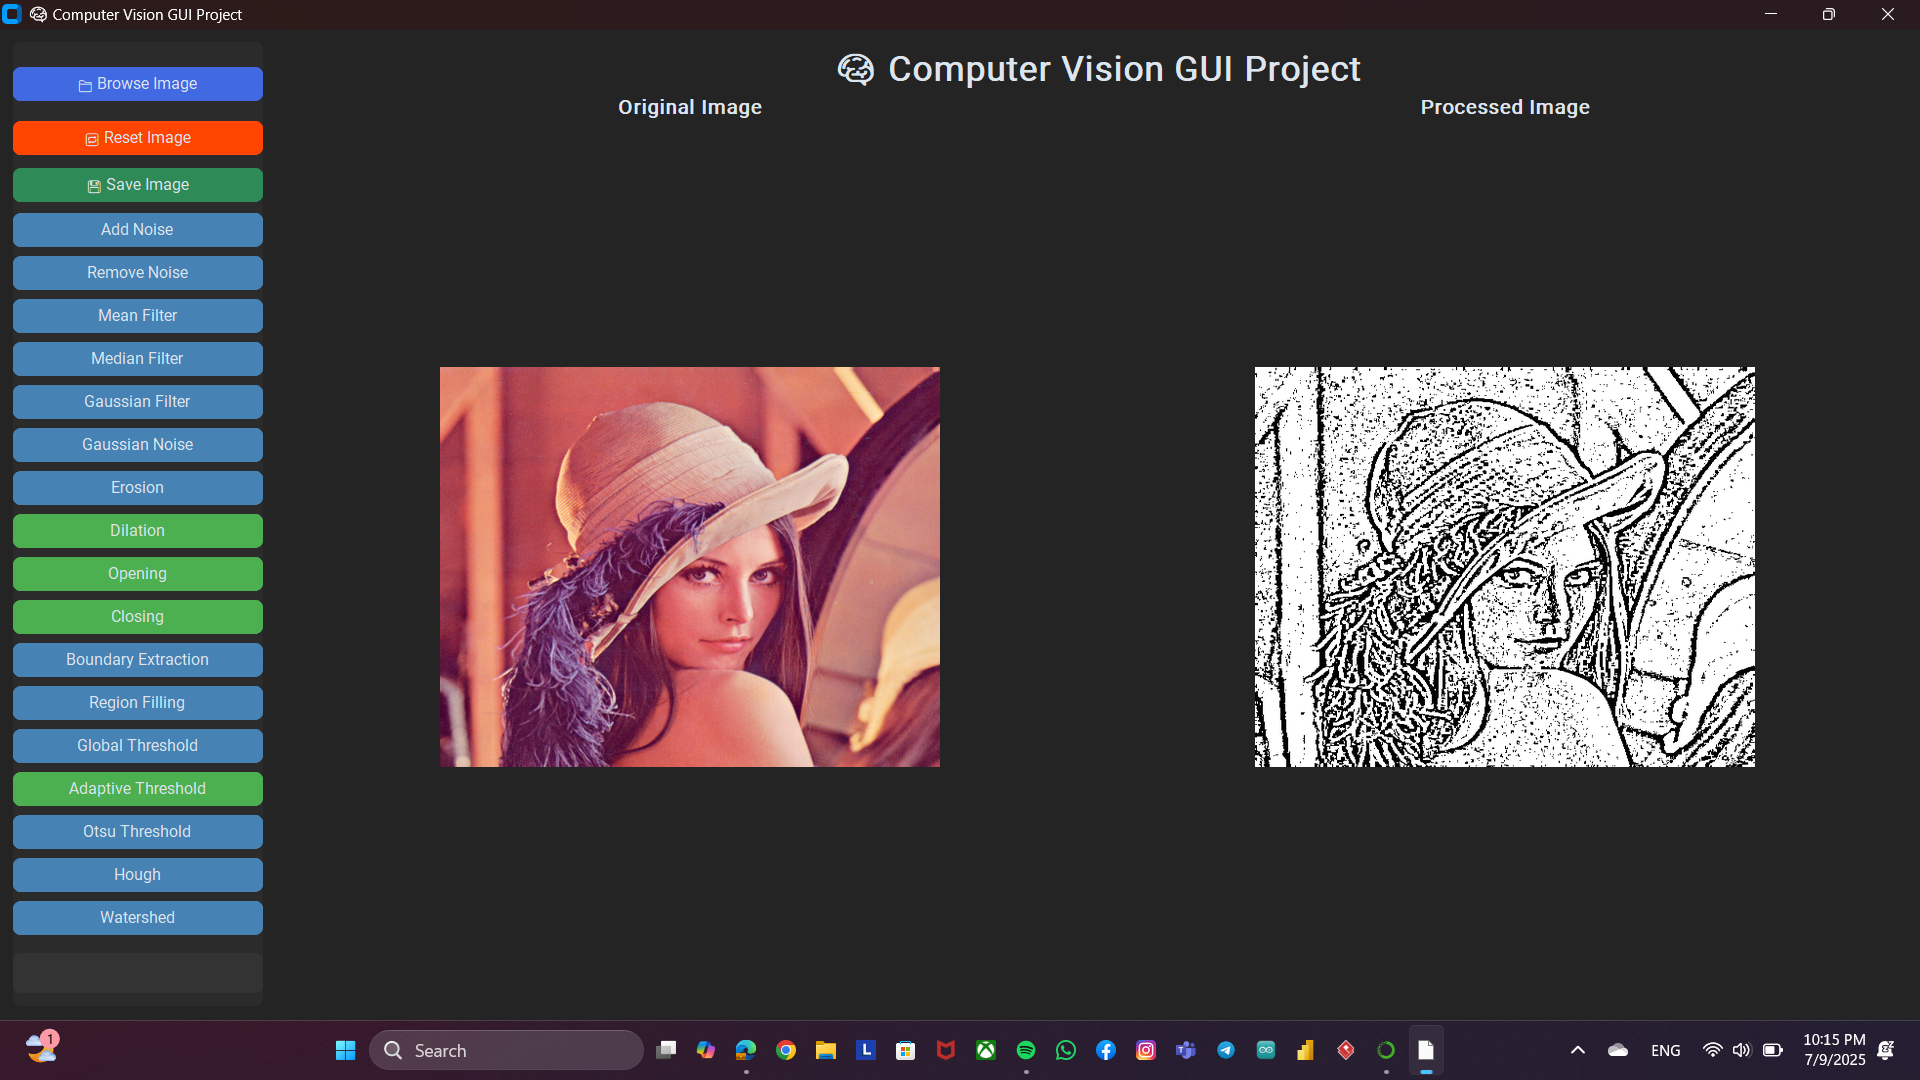 Computer Vision GUI Project
Computer Vision GUI Project
Original Image
Processed Image
Browse Image
Reset Image
Save Image
Add Noise
Remove Noise
Mean Filter
Median Filter
Gaussian Filter
Gaussian Noise
Erosion
Dilation
Opening
Closing
Boundary Extraction
Region Filling
Global Threshold
Adaptive Threshold
Otsu Threshold
Hough
Watershed
1
Search
L
ENG
10:15 PM
7/9/2025